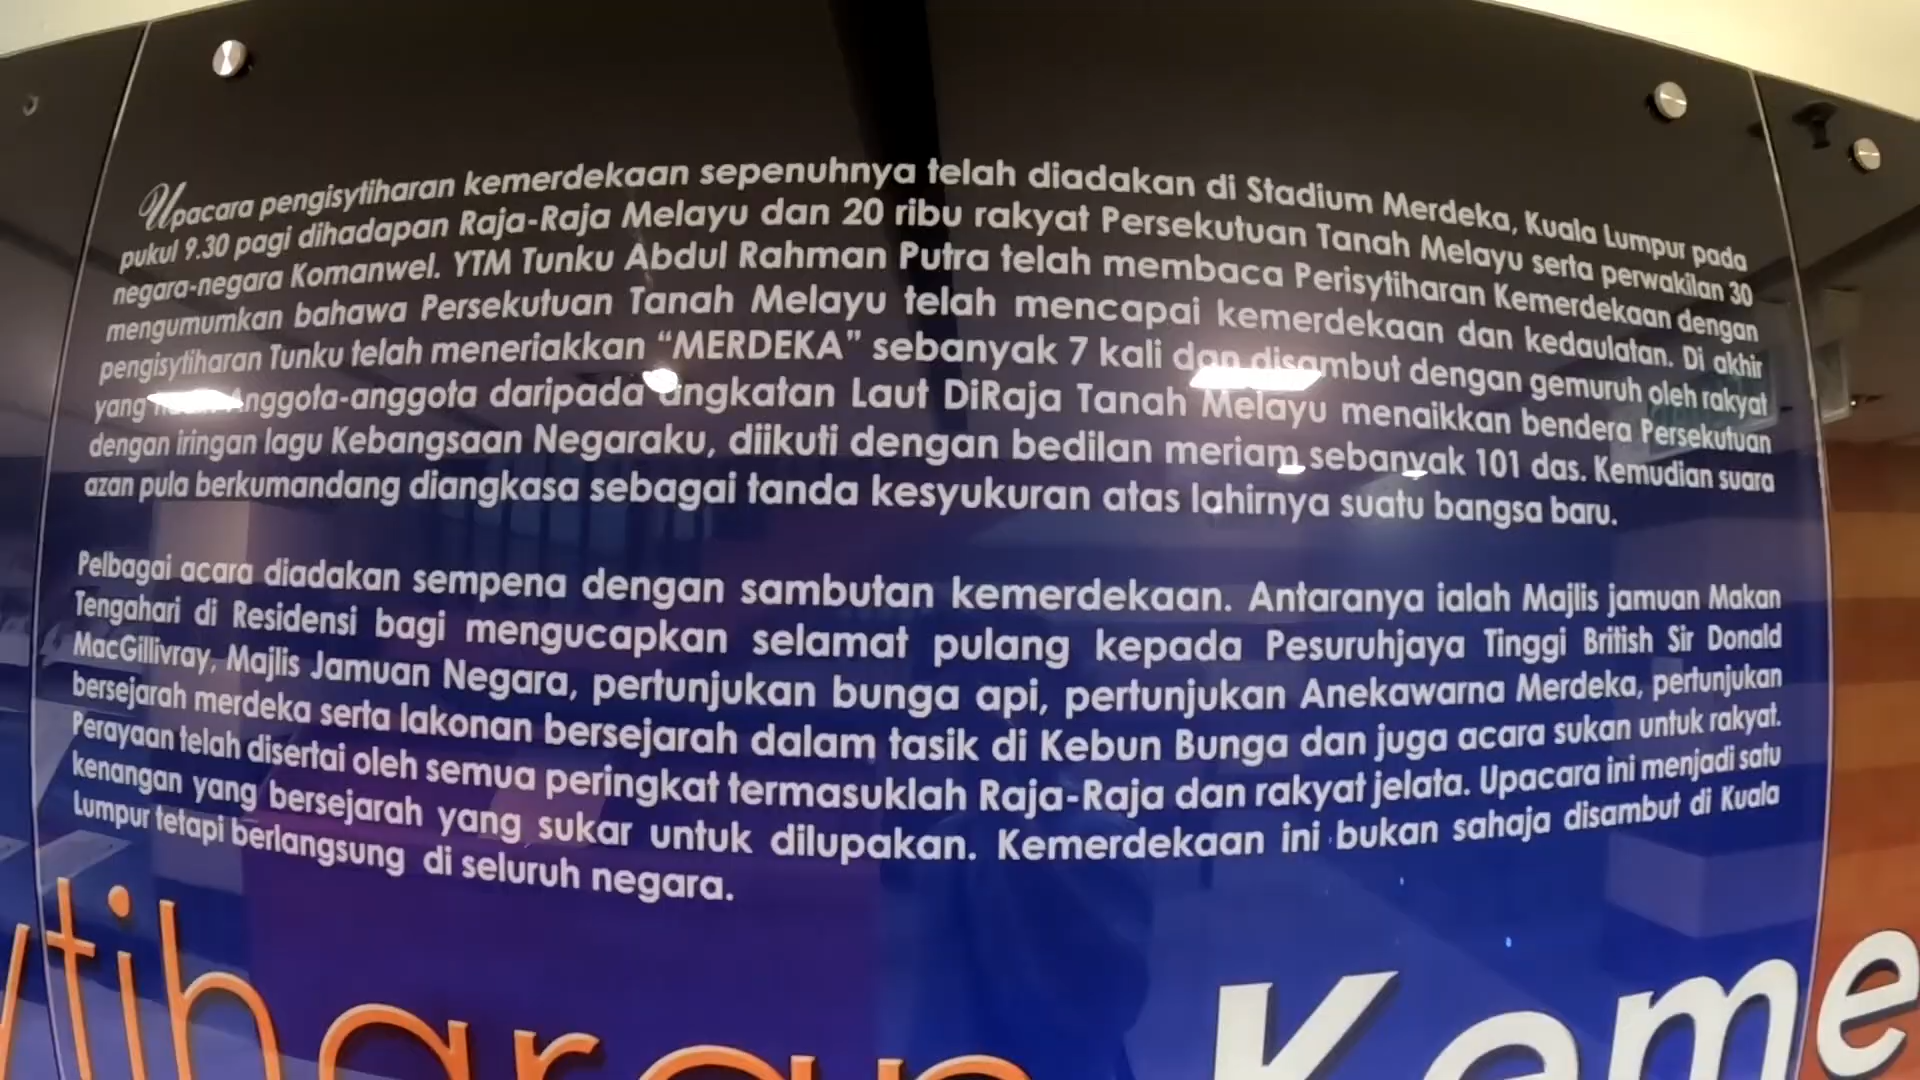 Upacara pengisytiharan kemerdekaan sepenuhnya telah diadakan di Stadium Merdeka, Kuala Lumpur pada
pukul 9.30 pagi dihadapan Raja-Raja Melayu dan 20 ribu rakyat Persekutuan Tanah Melayu serta perwakilan 30
negara-negara Komanwel. YTM Tunku Abdul Rahman Putra telah membaca Perisytiharan Kemerdekaan dengan
mengumumkan bahawa Persekutuan Tanah Melayu telah mencapai kemerdekaan dan kedaulatan. Di akhir
pengisytiharan Tunku telah meneriakkan “MERDEKA” sebanyak 7 kali dan disambut dengan gemuruh oleh rakyat
yang Anggota-anggota daripada angkatan Laut DiRaja Tanah Melayu menaikkan bendera Persekutuan
dengan iringan lagu Kebangsaan Negaraku, diikuti dengan bedilan meriam sebanyak 101 das. Kemudian suara
azan pula berkumandang diangkasa sebagai tanda kesyukuran atas lahirnya suatu bangsa baru.
Pelbagai acara diadakan sempena dengan sambutan kemerdekaan. Antaranya ialah Majlis jamuan Makan
Tengahari di Residensi bagi mengucapkan selamat pulang kepada Pesuruhjaya Tinggi British Sir Donald
MacGillivray, Majlis Jamuan Negara, pertunjukan bunga api, pertunjukan Anekawarna Merdeka, pertunjukan
bersejarah merdeka serta lakonan bersejarah dalam tasik di Kebun Bunga dan juga acara sukan untuk rakyat.
Perayaan telah disertai oleh semua peringkat termasuklah Raja-Raja dan rakyat jelata. Upacara ini menjadi satu
kenangan yang bersejarah yang sukar untuk dilupakan. Kemerdekaan ini bukan sahaja disambut di Kuala
Lumpur tetapi berlangsung di seluruh negara.
ytiharan Keme